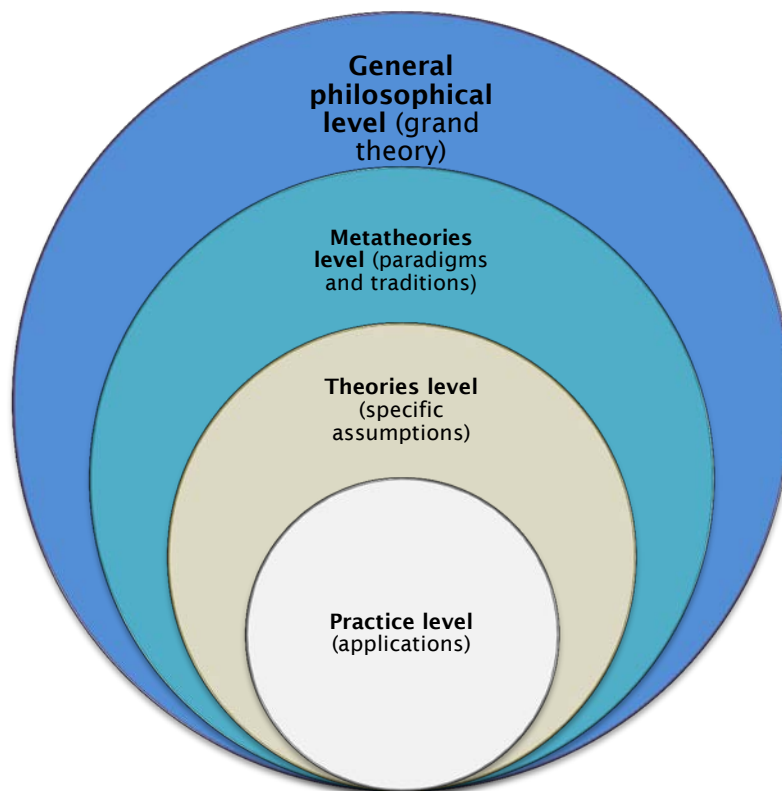 General
philosophical
level (grand
theory)
Metatheories
level (paradigms
and traditions)
Theories level
(specific
assumptions)
Practice level
(applications)